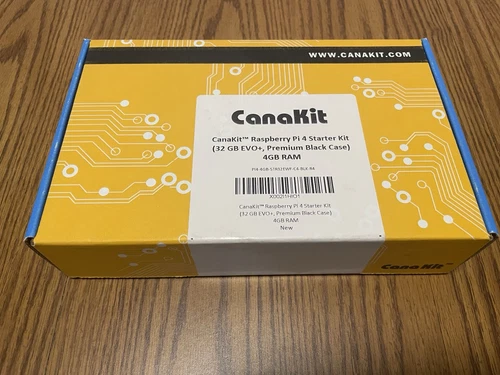 WWW.CANAKIT.COM
CanaKit
CanaKit™ Raspberry Pi 4 Starter Kit
(32 GB EVO+, Premium Black Case)
4GB RAM
CanaKit™ Raspberry Pi 4 Starter Kit
(32 GB EVO+, Premium Black Case)
4GB RAM
New
CanaKit